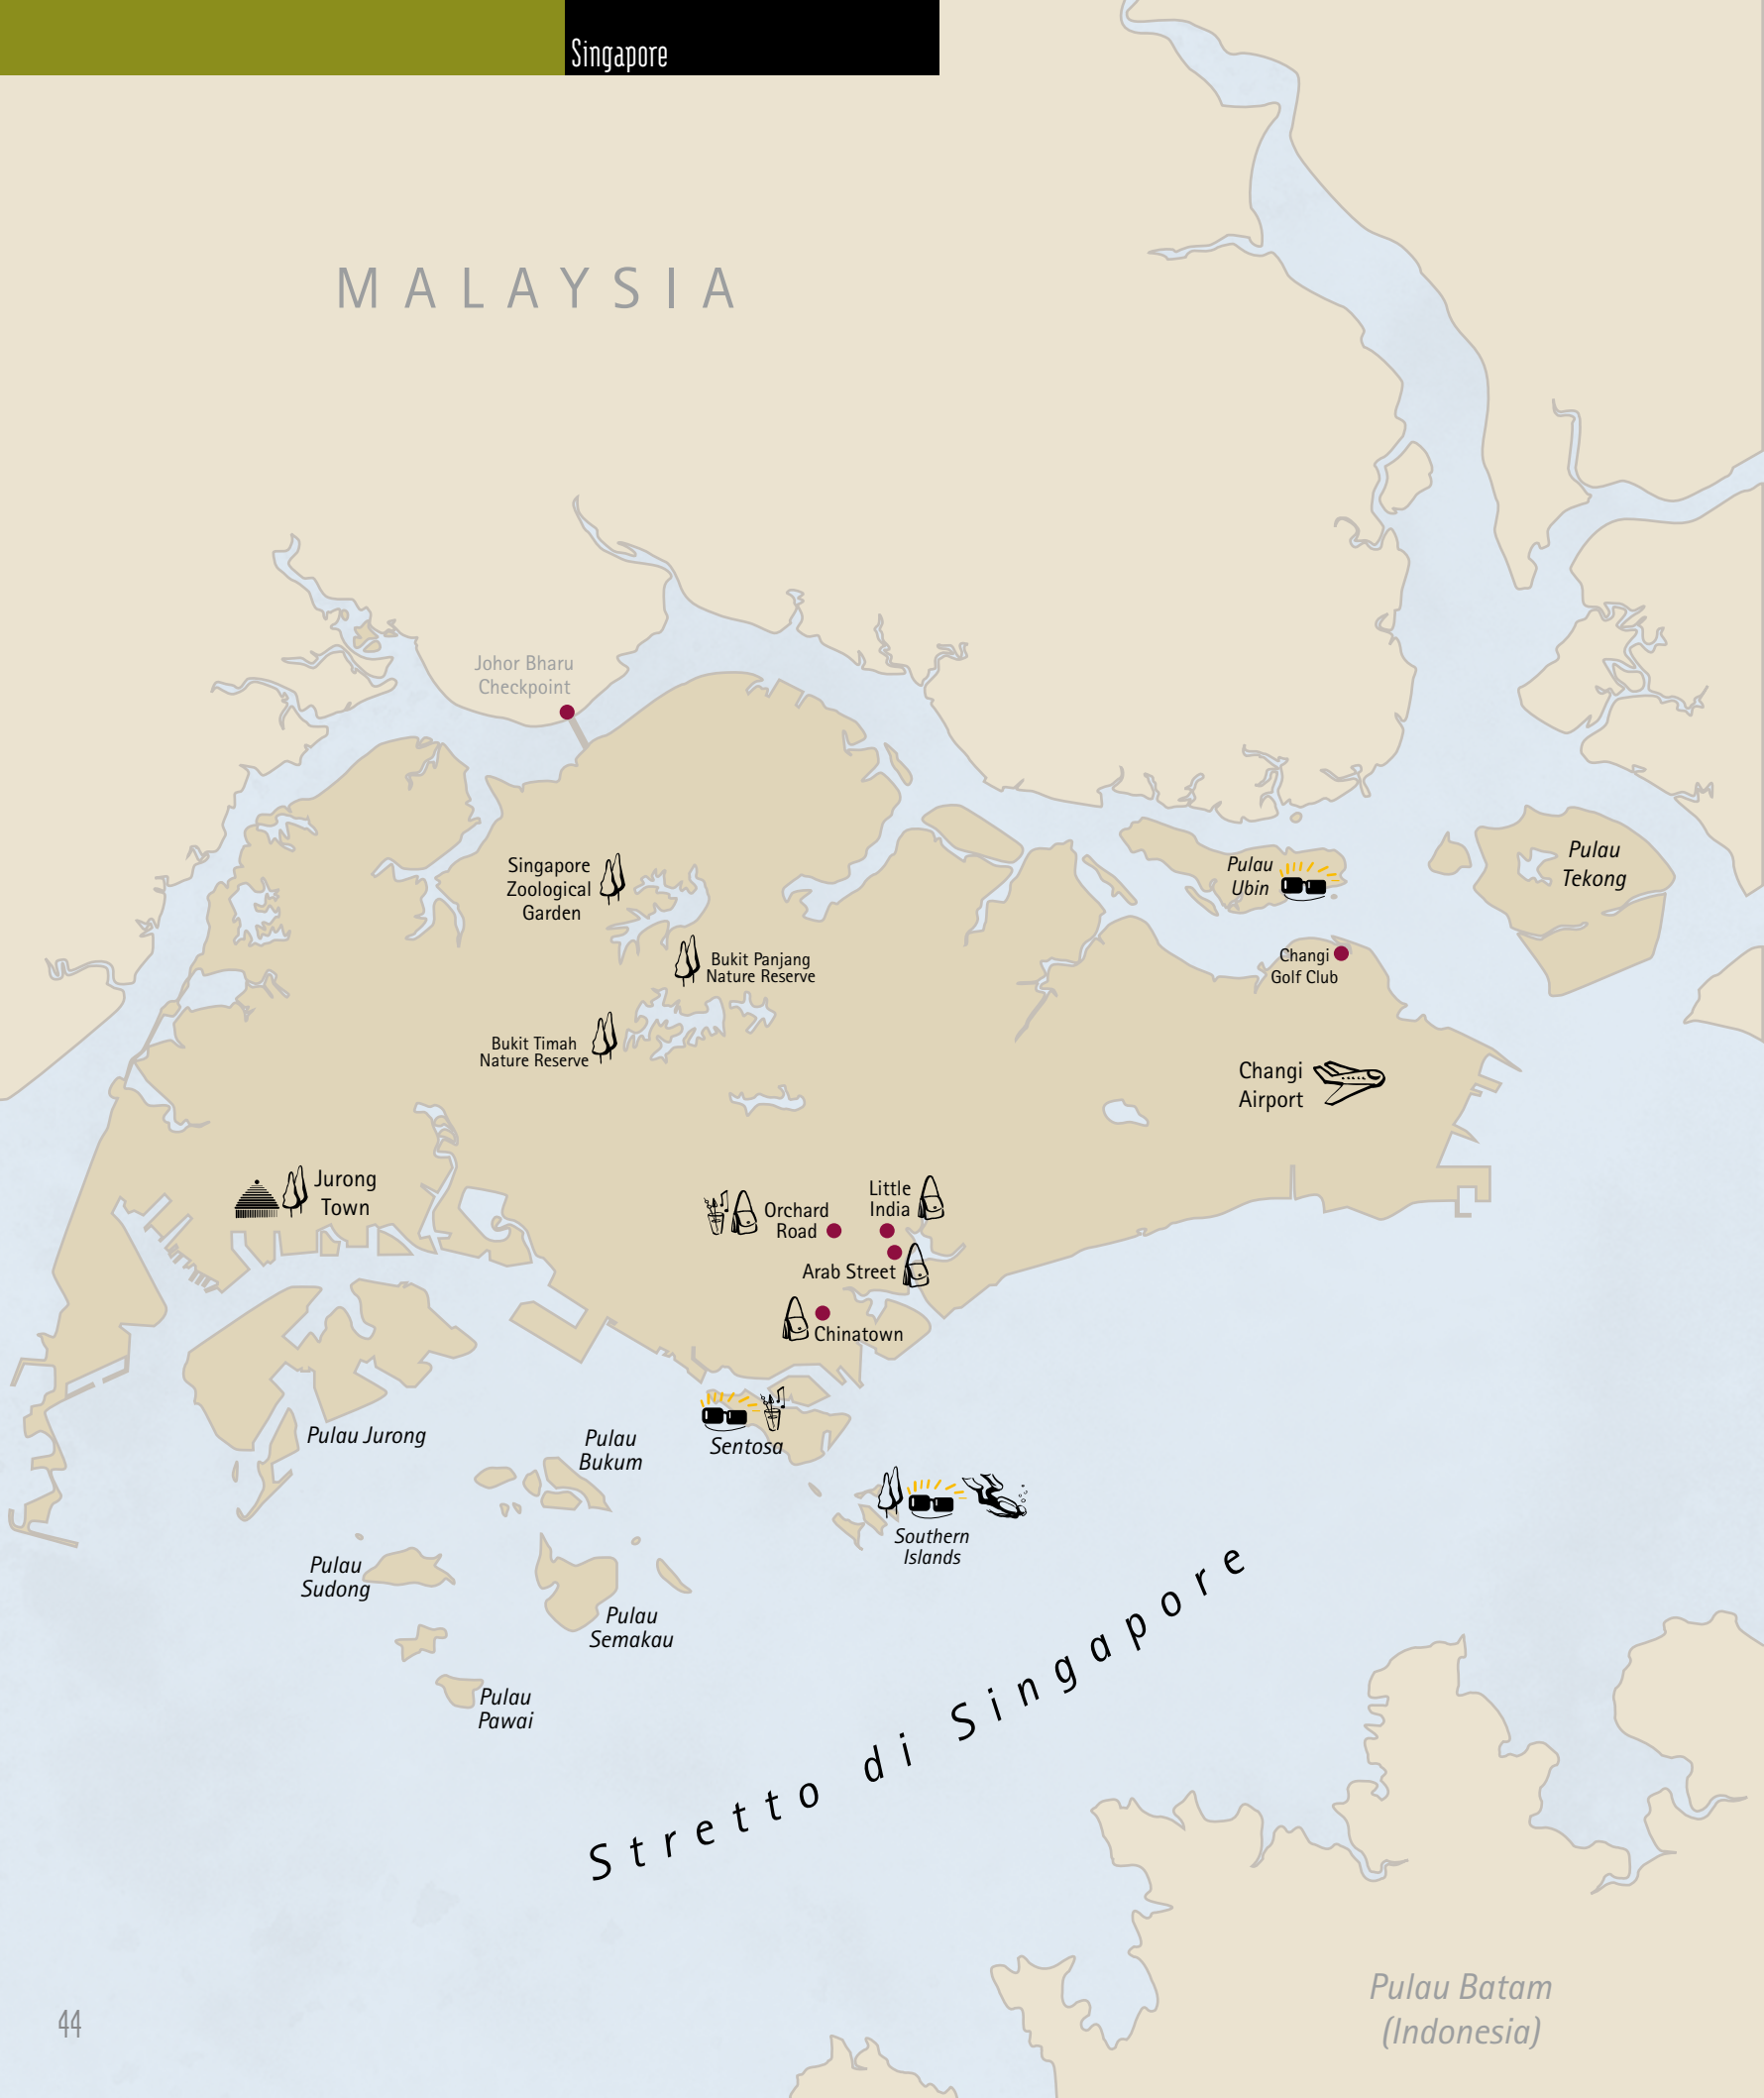 Singapore
MALAYSIA
Johor Bharu
Checkpoint
Singapore
Zoological
Garden
Pulau
Ubin
Pulau
Tekong
Bukit Panjang
Nature Reserve
Changi
Golf Club
Bukit Timah
Nature Reserve
Changi
Airport
Jurong
Town
Orchard
Road
Little
India
Arab Street
Chinatown
Pulau Jurong
Pulau
Bukum
Sentosa
Southern
Islands
Pulau
Sudong
Pulau
Semakau
Pulau
Pawai
Stretto di Singapore
Pulau Batam
(Indonesia)
44